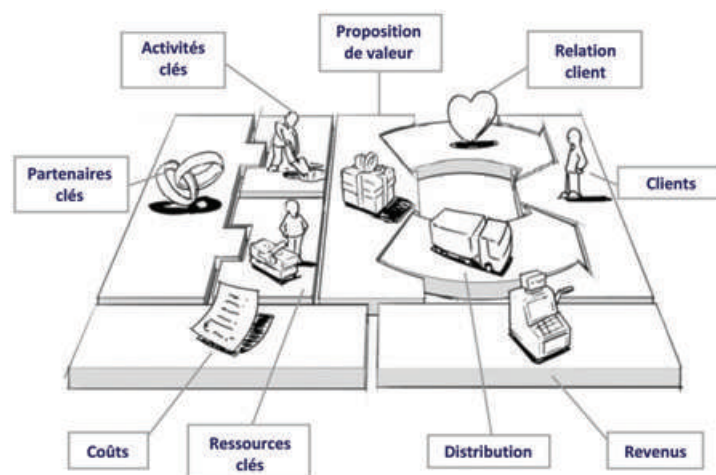 Activités
clés
Proposition
de valeur
Relation
client
Partenaires
clés
Clients
Coûts
Ressources
clés
Distribution
Revenus